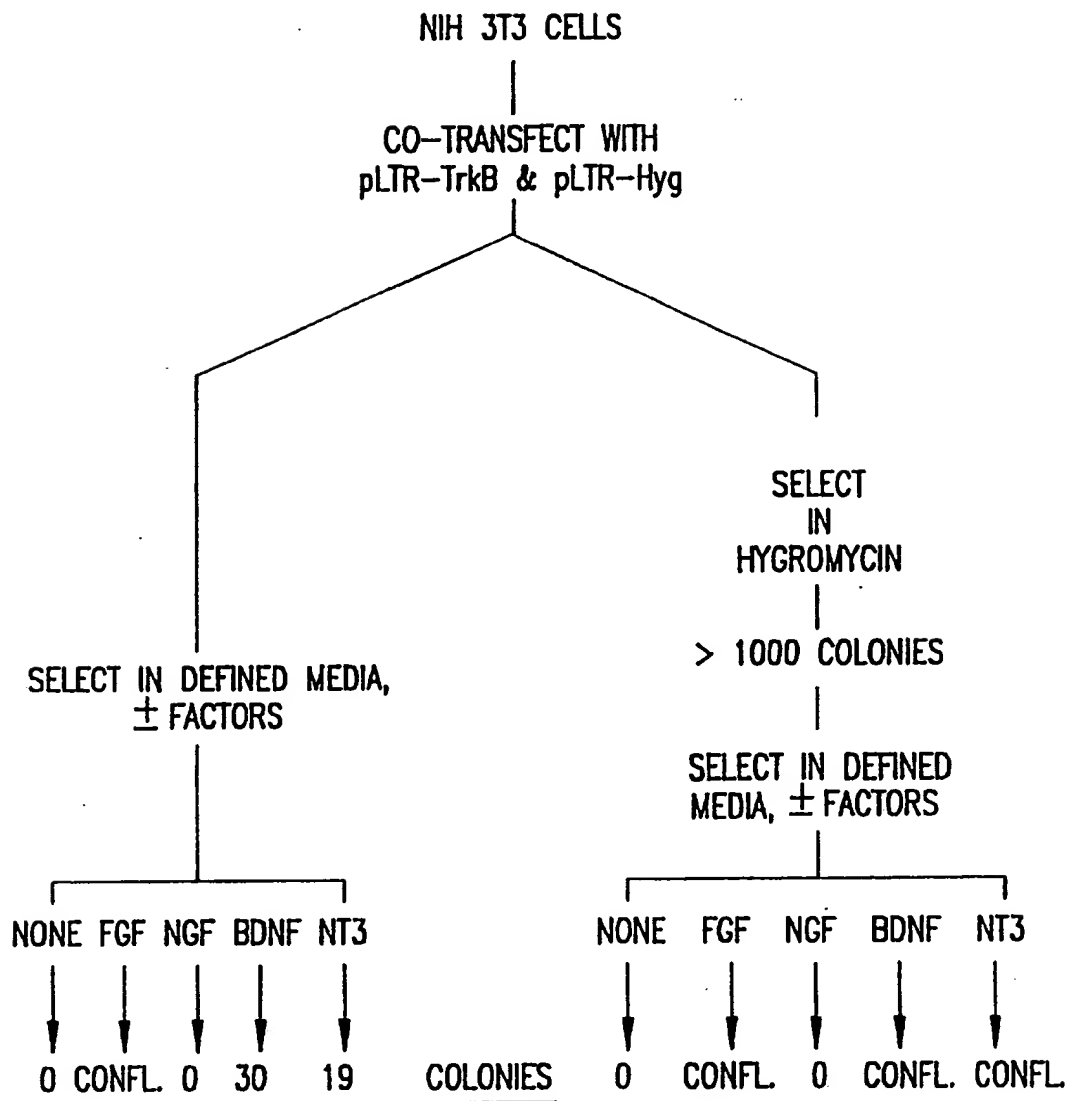 NIH 3T3 CELLS
CO-TRANSFECT WITH
pLTR-TrkB & pLTR-Hyg
SELECT IN DEFINED MEDIA,
± FACTORS
NONE FGF NGF BDNF NT3
0 CONFL. 0 30 19
COLONIES
SELECT
IN
HYGROMYCIN
> 1000 COLONIES
SELECT IN DEFINED
MEDIA, ± FACTORS
NONE FGF NGF BDNF NT3
0 CONFL. 0 CONFL. CONFL.